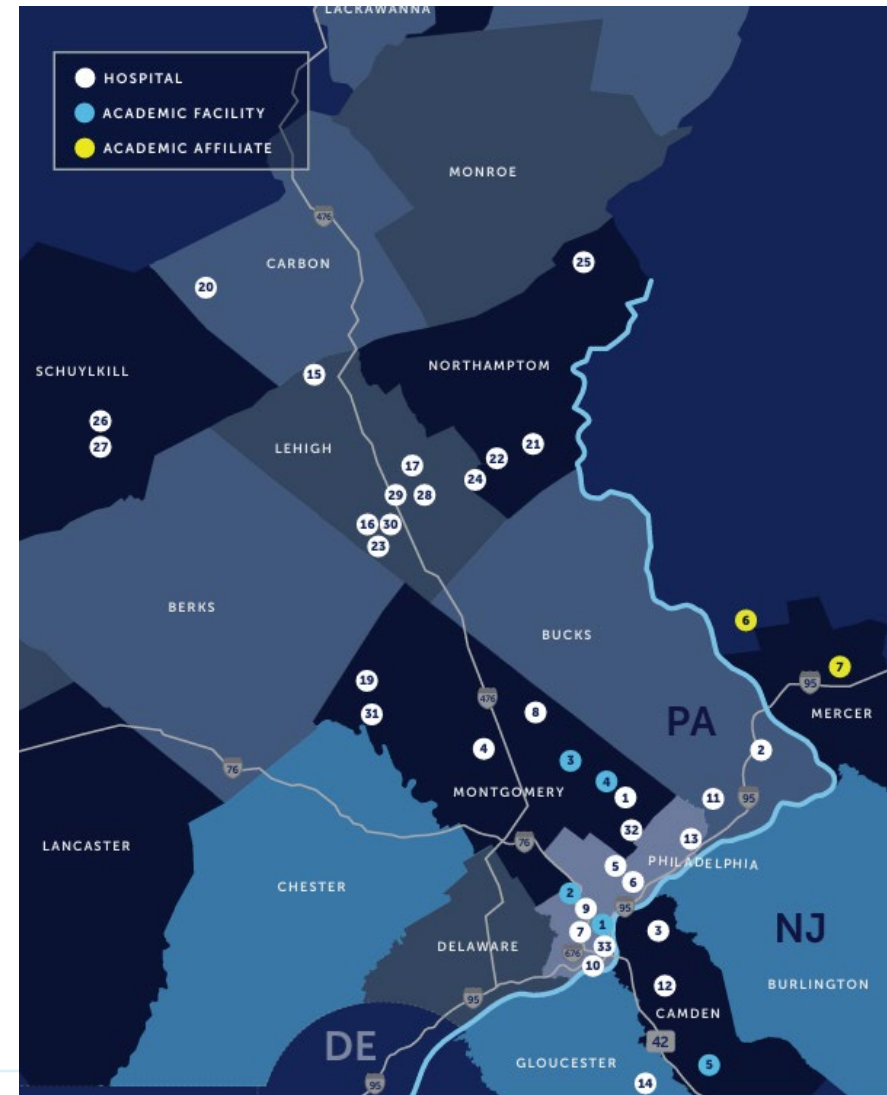 LACKAWANNA
HOSPITAL
ACADEMIC FACILITY
ACADEMIC AFFILIATE
MONROE
476
CARBON
25
20
SCHUYLKILL
15
NORTHAMPTOM
26
27
LEHIGH
21
22
17
24
29 28
16 30
23
BERKS
BUCKS
6
7
95
MERCER
19
31
476
8
PA
4
3
2
76
4
MONTGOMERY
1
11
95
32
13
76
LANCASTER
PHILADELPHIA
5
6
CHESTER
2
9
95
1
7
3
NJ
DELAWARE
33
676
10
12
BURLINGTON
95
CAMDEN
DE
42
GLOUCESTER
5
95
14